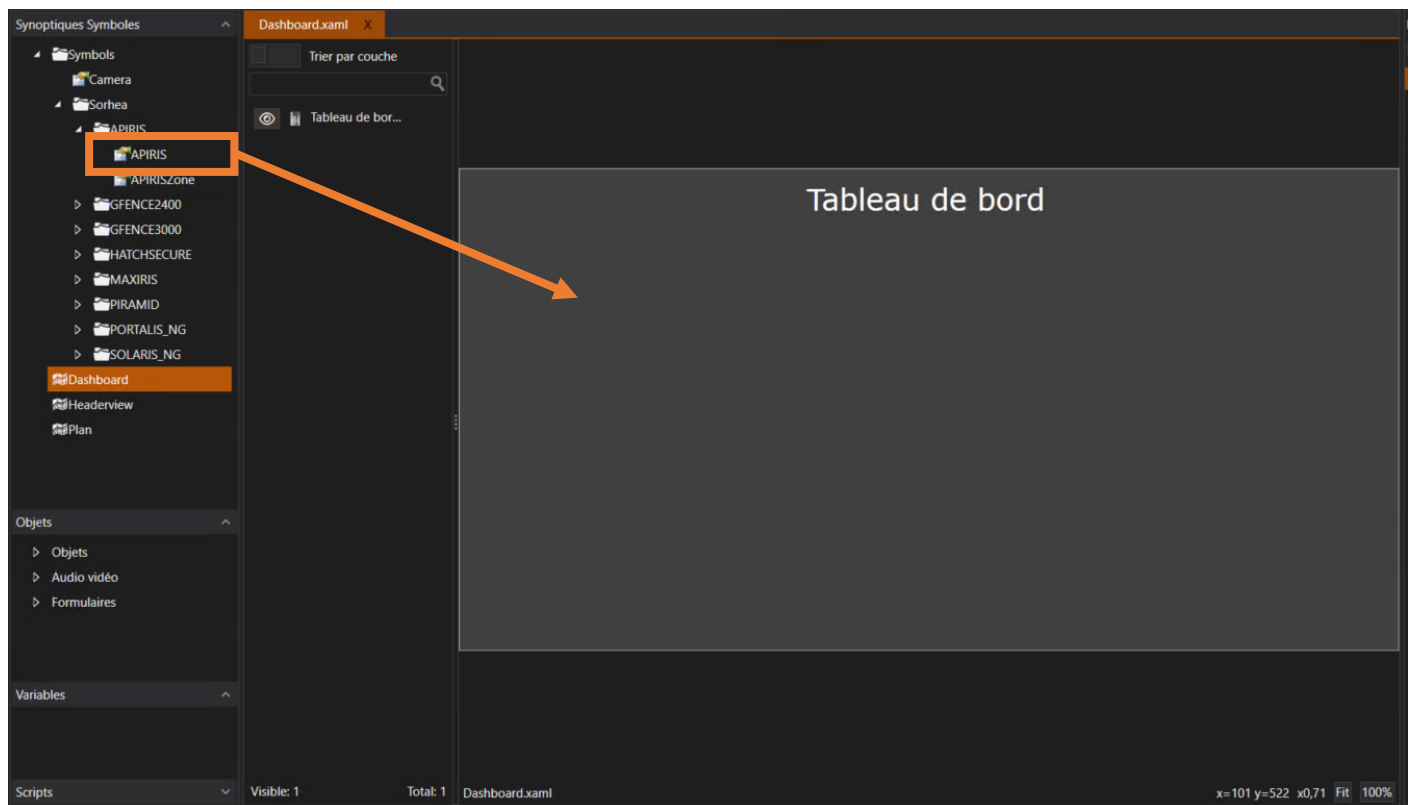 Synoptiques Symboles
Symbols
Camera
Sorhea
APIRIS
APIRIS
APIRISZone
GFENCE2400
GFENCE3000
HATCHSECURE
MAXIRIS
PIRAMID
PORTALIS_NG
SOLARIS_NG
Dashboard
Headerview
Plan
Objets
Objets
Audio vidéo
Formulaires
Variables
Scripts
Dashboard.xaml X
Trier par couche
Tableau de bor...
Visible: 1 Total: 1
Tableau de bord
Dashboard.xaml x=101 y=522 x0,71 Fit 100%